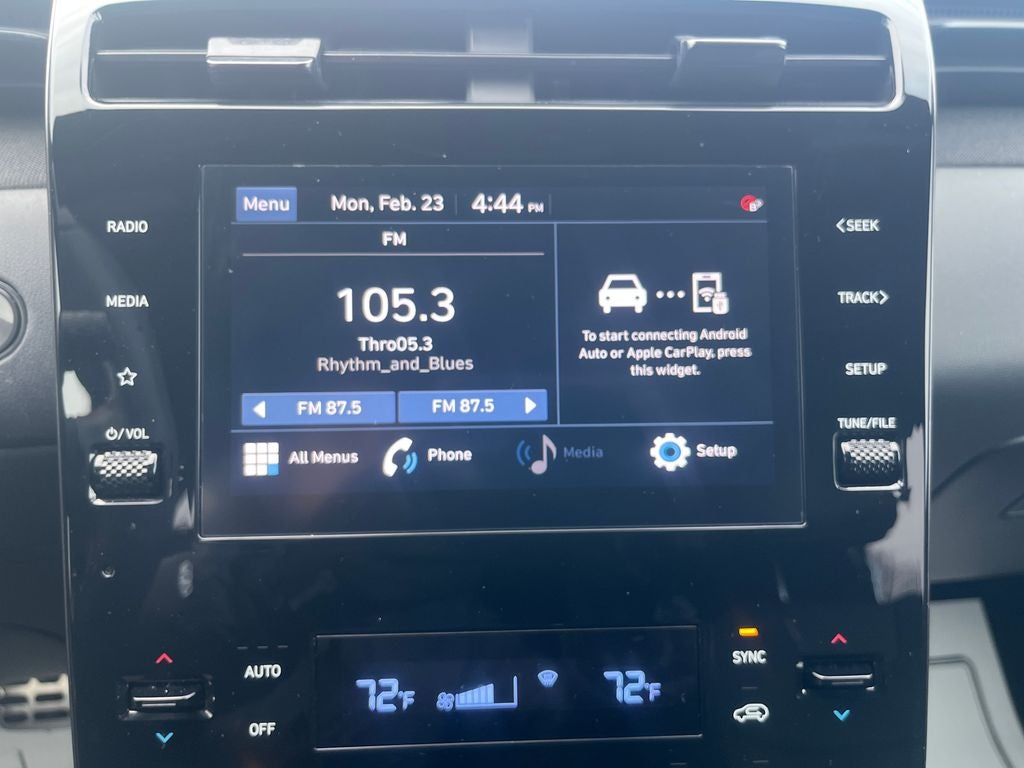 Menu Mon, Feb. 23 4:44 PM
FM
105.3
Thro05.3
Rhythm_and_Blues
FM 87.5 FM 87.5
To start connecting Android
Auto or Apple CarPlay, press
this widget.
All Menus Phone Media Setup
RADIO
MEDIA
/VOL
<SEEK
TRACK>
SETUP
TUNE/FILE
AUTO
OFF
72°F 72°F
SYNC